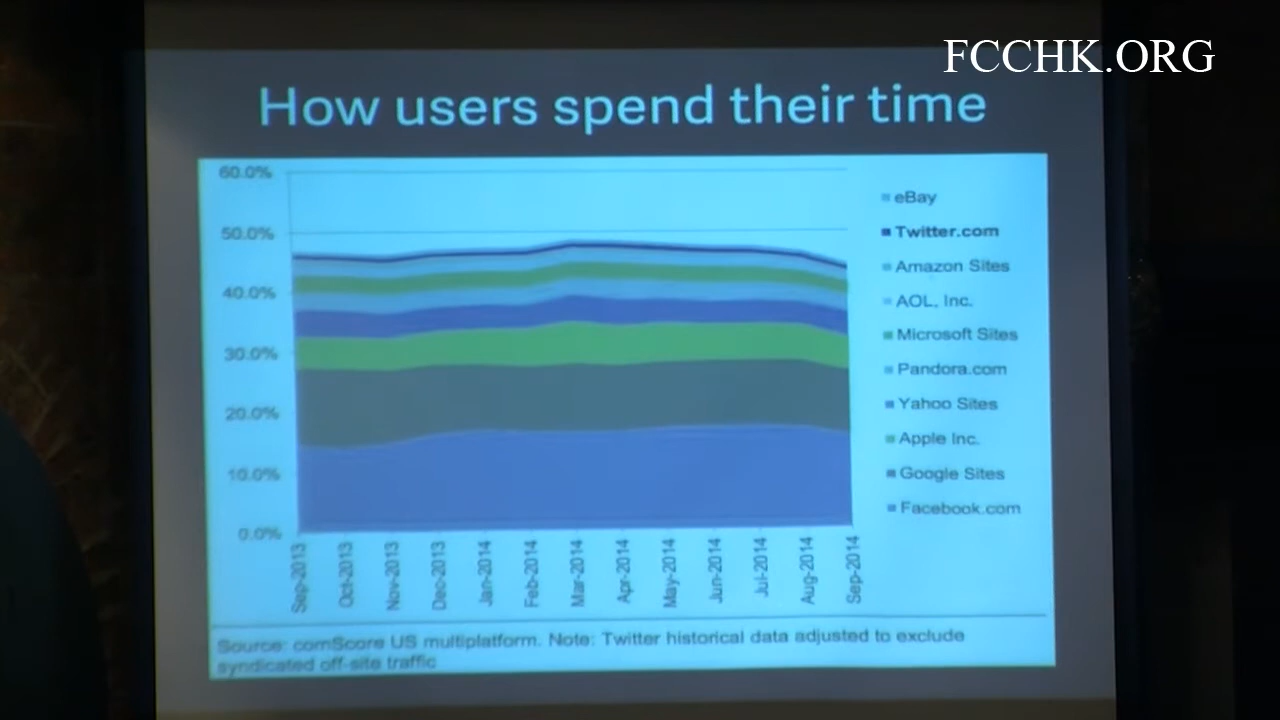 FCCHK.ORG
How users spend their time
60.0%
50.0%
40.0%
30.0%
20.0%
10.0%
0.0%
eBay
Twitter.com
Amazon Sites
AOL, Inc.
Microsoft Sites
Pandora.com
Yahoo Sites
Apple Inc.
Google Sites
Facebook.com
Sep-2013
Oct-2013
Nov-2013
Dec-2013
Jan-2014
Feb-2014
Mar-2014
Apr-2014
May-2014
Jun-2014
Jul-2014
Aug-2014
Sep-2014
Source: comScore US multiplatform. Note: Twitter historical data adjusted to exclude
syndicated off-site traffic